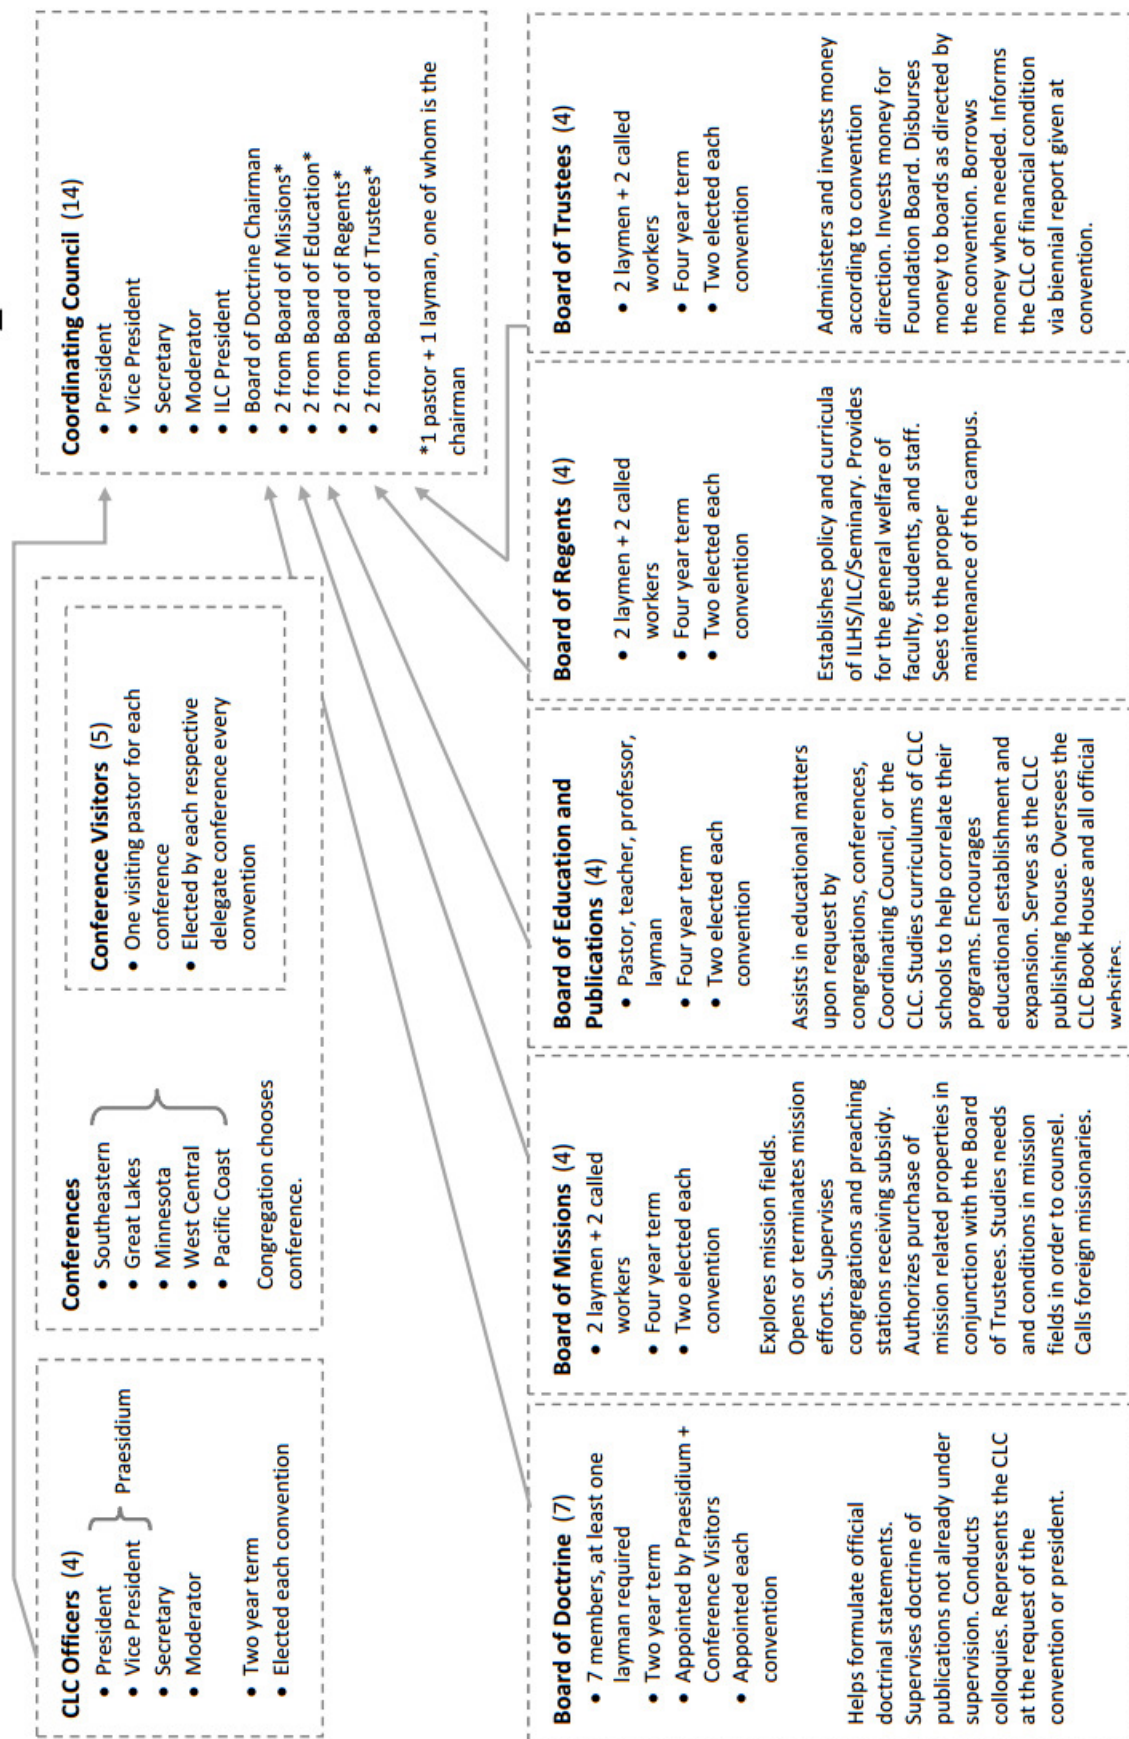 CLC Officers (4)
• President
• Vice President
• Secretary
• Moderator
Praesidium
• Two year term
• Elected each convention
Conferences
• Southeastern
• Great Lakes
• Minnesota
• West Central
• Pacific Coast
Congregation chooses
conference.
Conference Visitors (5)
• One visiting pastor for each
conference
• Elected by each respective
delegate conference every
convention
Coordinating Council (14)
• President
• Vice President
• Secretary
• Moderator
• ILC President
• Board of Doctrine Chairman
• 2 from Board of Missions*
• 2 from Board of Education*
• 2 from Board of Regents*
• 2 from Board of Trustees*
*1 pastor + 1 layman, one of whom is the
chairman
Board of Doctrine (7)
• 7 members, at least one
layman required
• Two year term
• Appointed by Praesidium +
Conference Visitors
• Appointed each
convention
Helps formulate official
doctrinal statements.
Supervises doctrine of
publications not already under
supervision. Conducts
colloquies. Represents the CLC
at the request of the
convention or president.
Board of Missions (4)
• 2 laymen + 2 called
workers
• Four year term
• Two elected each
convention
Explores mission fields.
Opens or terminates mission
efforts. Supervises
congregations and preaching
stations receiving subsidy.
Authorizes purchase of
mission related properties in
conjunction with the Board
of Trustees. Studies needs
and conditions in mission
fields in order to counsel.
Calls foreign missionaries.
Board of Education and
Publications (4)
• Pastor, teacher, professor,
layman
• Four year term
• Two elected each
convention
Assists in educational matters
upon request by
congregations, conferences,
Coordinating Council, or the
CLC. Studies curriculums of CLC
schools to help correlate their
programs. Encourages
educational establishment and
expansion. Serves as the CLC
publishing house. Oversees the
CLC Book House and all official
websites.
Board of Regents (4)
• 2 laymen + 2 called
workers
• Four year term
• Two elected each
convention
Establishes policy and curricula
of ILHS/ILC/Seminary. Provides
for the general welfare of
faculty, students, and staff.
Sees to the proper
maintenance of the campus.
Board of Trustees (4)
• 2 laymen + 2 called
workers
• Four year term
• Two elected each
convention
Administers and invests money
according to convention
direction. Invests money for
Foundation Board. Disburses
money to boards as directed by
the convention. Borrows
money when needed. Informs
the CLC of financial condition
via biennial report given at
convention.